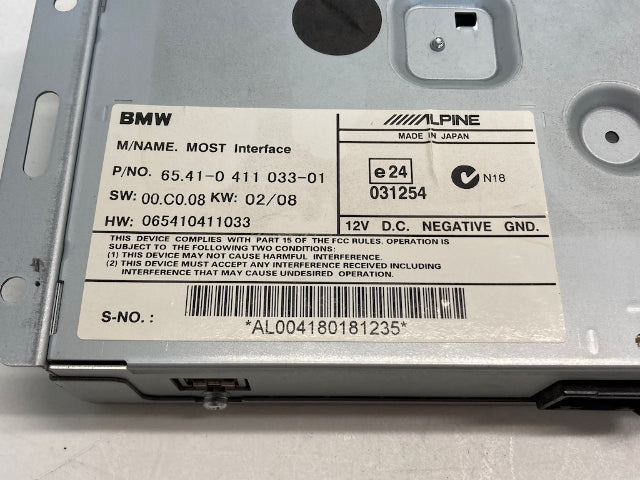 BMW
M/NAME. MOST Interface
P/NO. 65.41-0 411 033-01
SW: 00.C0.08 KW: 02/08
HW: 065410411033
ALPINE
MADE IN JAPAN
e24
031254
N18
12V D.C. NEGATIVE GND.
THIS DEVICE COMPLIES WITH PART 15 OF THE FCC RULES. OPERATION IS
SUBJECT TO THE FOLLOWING TWO CONDITIONS:
(1) THIS DEVICE MAY NOT CAUSE HARMFUL INTERFERENCE.
(2) THIS DEVICE MUST ACCEPT ANY INTERFERENCE RECEIVED INCLUDING
INTERFERENCE THAT MAY CAUSE UNDESIRED OPERATION.
S-NO. :
*AL004180181235*